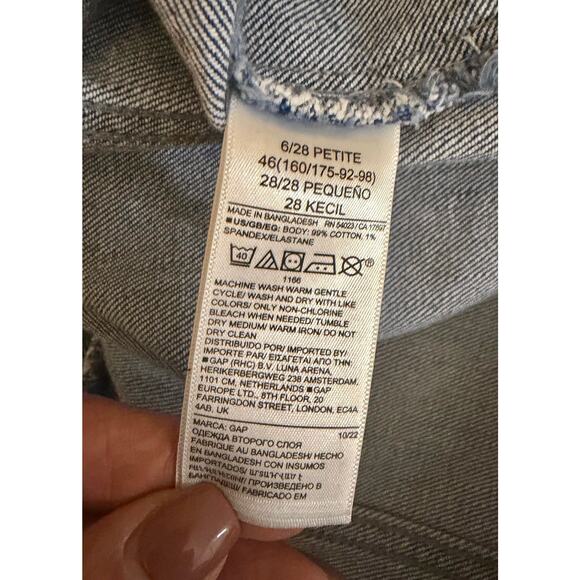 6/28 PETITE
46(160/175-92-98)
28/28 PEQUEÑO
28 KECIL
MADE IN BANGLADESH RN 54023 / CA 17897
■US/GB/EG: BODY: 99% COTTON, 1%
SPANDEX/ELASTANE
40
1166
MACHINE WASH WARM GENTLE
CYCLE/ WASH AND DRY WITH LIKE
COLORS/ ONLY NON-CHLORINE
BLEACH WHEN NEEDED/ TUMBLE
DRY MEDIUM/ WARM IRON/ DO NOT
DRY CLEAN
DISTRIBUIDO POR/ IMPORTED BY/
IMPORTE PAR/ ΕΙΣΑΓΕΤΑΙ ΑΠΟ ΤΗΝ
■GAP (RHC) B.V. LUNA ARENA,
HERIKERBERGWEG 238 AMSTERDAM,
1101 CM, NETHERLANDS ■GAP
EUROPE LTD., 8TH FLOOR, 20
FARRINGDON STREET, LONDON, EC4A
4AB, UK
MARCA: GAP 10/22
ОДЕЖДА ВТОРОГО СЛОЯ
FABRIQUE AU BANGLADESH/ HECHO
EN BANGLADESH CON INSUMOS
IMPORTADOS/
ПРОИЗВЕДЕНО В
БАНГЛАДЕШ/ FABRICADO EM